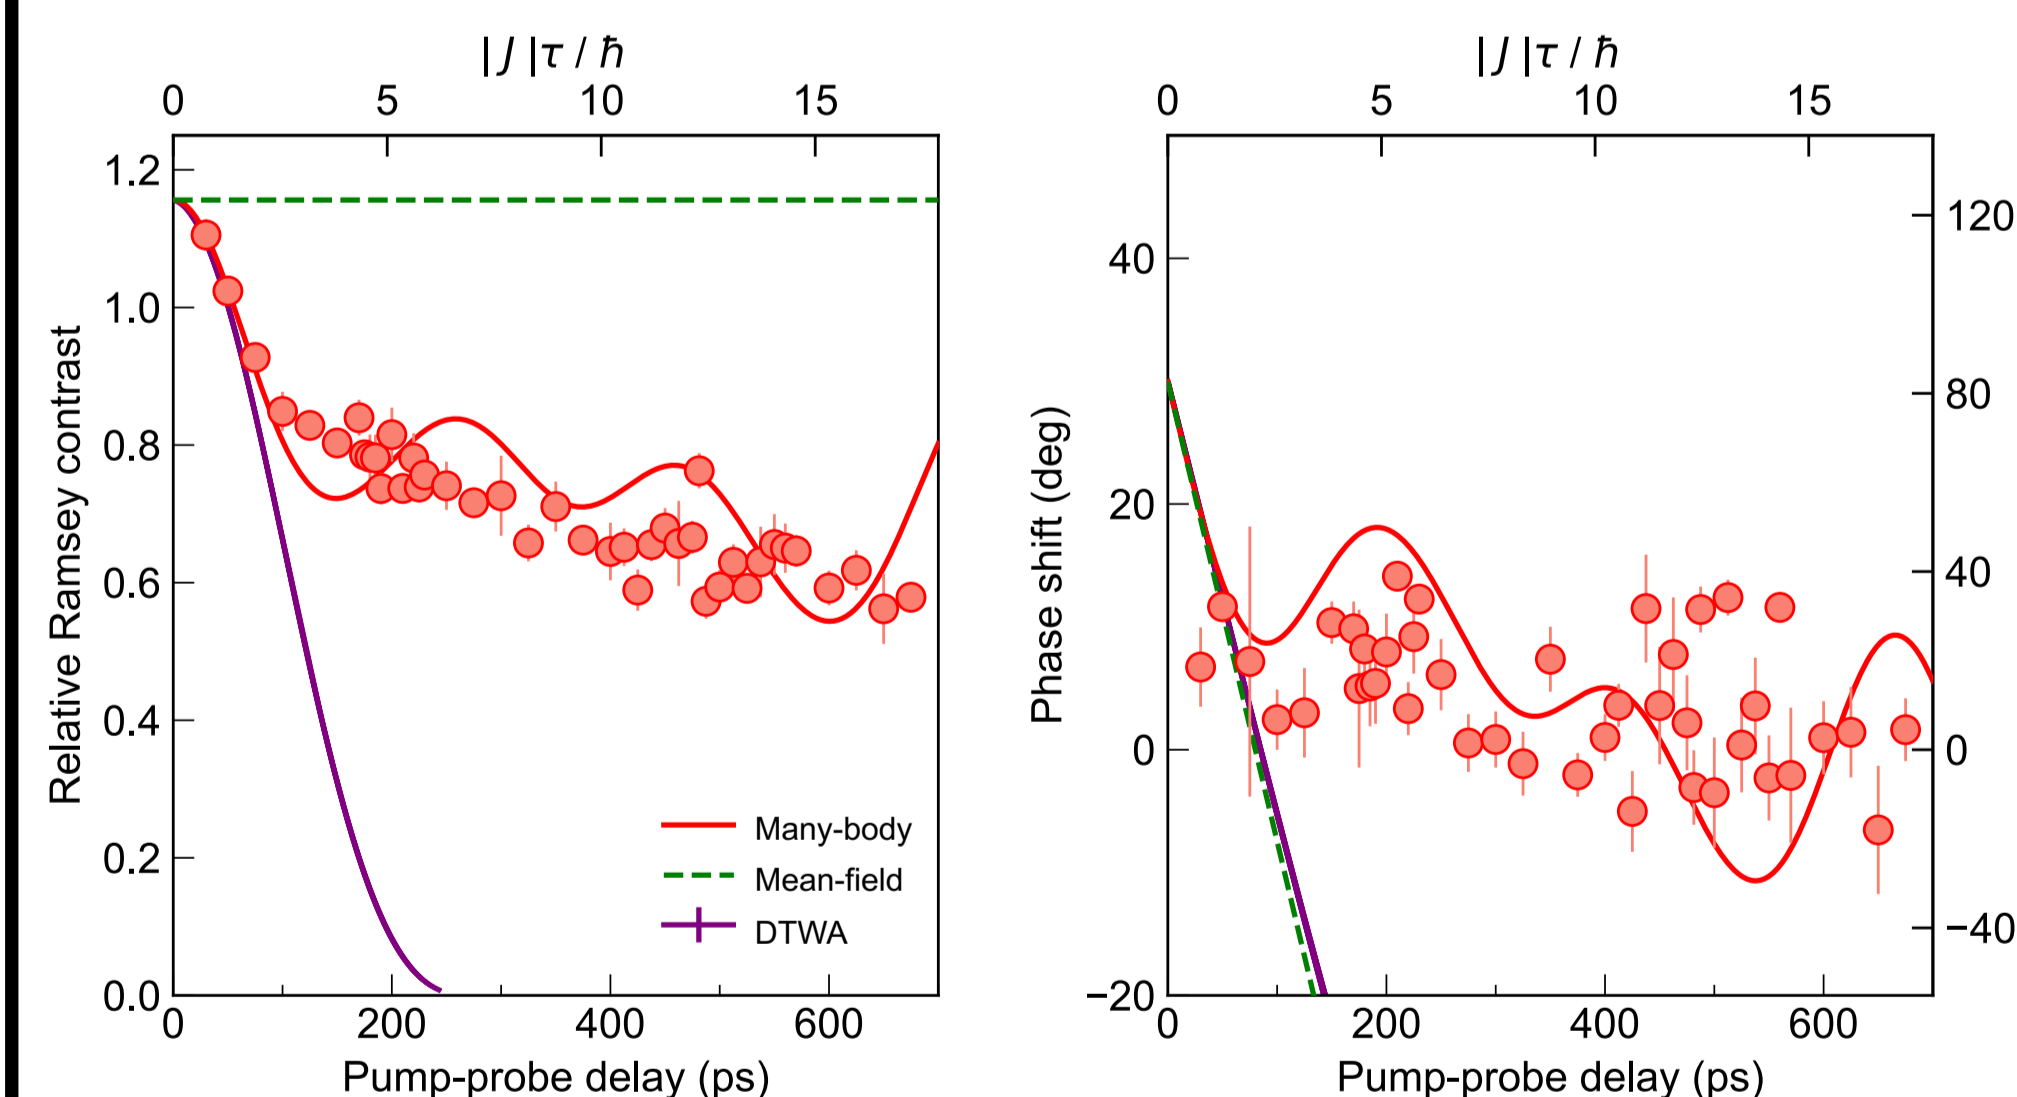 |J|τ / ħ
0 5 10 15
1.2
1.0
0.8
0.6
0.4
0.2
0.0
Relative Ramsey contrast
Many-body
Mean-field
DTWA
0 200 400 600
Pump-probe delay (ps)
|J|τ / ħ
0 5 10 15
40
20
0
−20
Phase shift (deg)
120
80
40
0
−40
0 200 400 600
Pump-probe delay (ps)